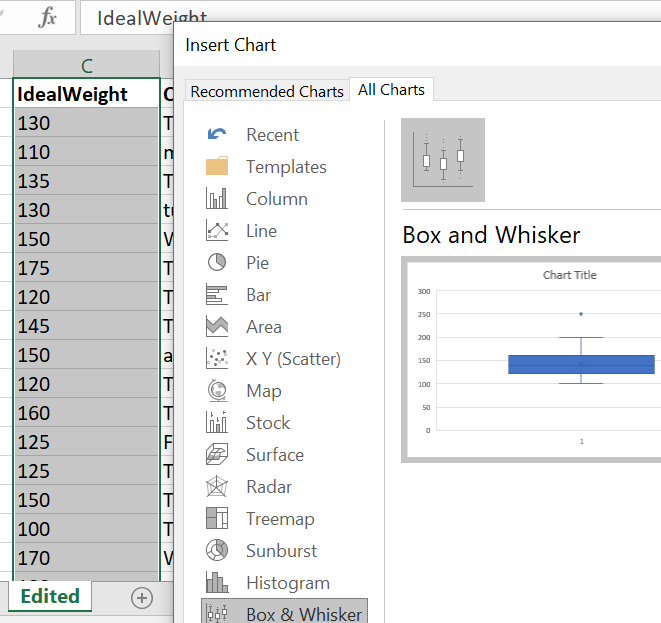 fx IdealWeight
Insert Chart
C
Recommended Charts All Charts
IdealWeight
130
110
135
130
150
175
120
145
150
120
160
125
125
150
100
170
Recent
Templates
Column
Line
Pie
Bar
Area
X Y (Scatter)
Map
Stock
Surface
Radar
Treemap
Sunburst
Histogram
Box & Whisker
Box and Whisker
Chart Title
300
250
200
150
100
50
0
1
Edited